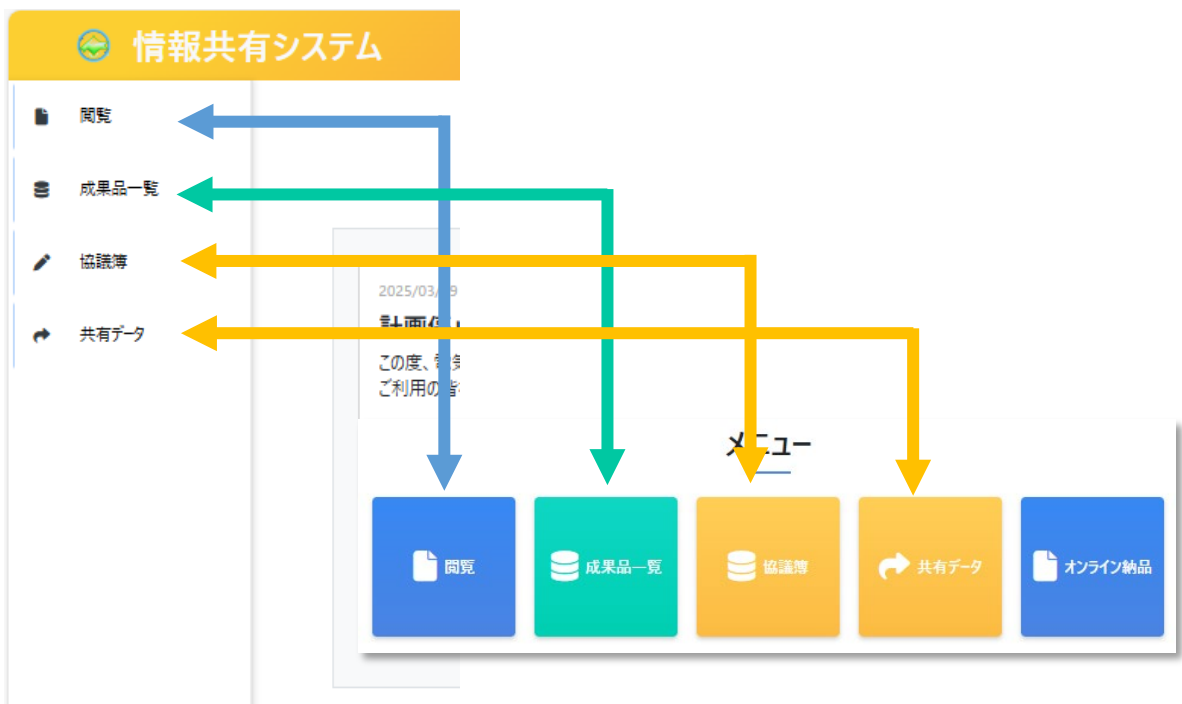 情報共有システム
閲覧
成果品一覧
協議簿
共有データ
2025/03/
この度、
ご利用の
メニュー
閲覧
成果品一覧
協議簿
共有データ
オンライン納品